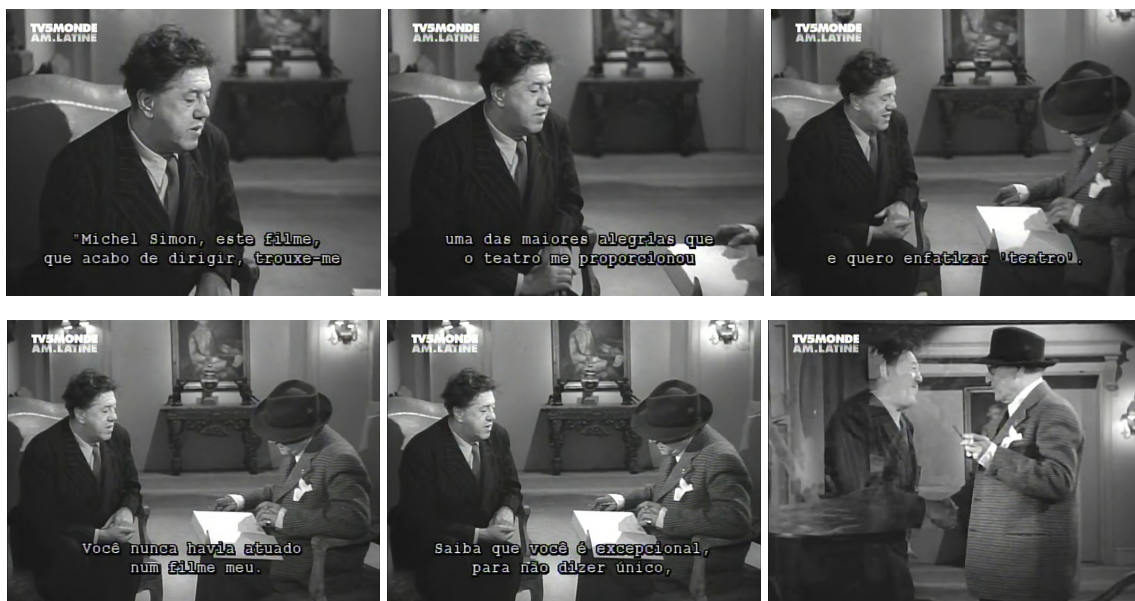 TV5MONDE
AM.LATINE
"Michel Simon, este filme,
que acabo de dirigir, trouxe-me
TV5MONDE
AM.LATINE
uma das maiores alegrias que
o teatro me proporcionou
TV5MONDE
AM.LATINE
e quero enfatizar 'teatro'.
TV5MONDE
AM.LATINE
Você nunca havia atuado
num filme meu.
TV5MONDE
AM.LATINE
Saiba que você é excepcional,
para não dizer único,
TV5MONDE
AM.LATINE